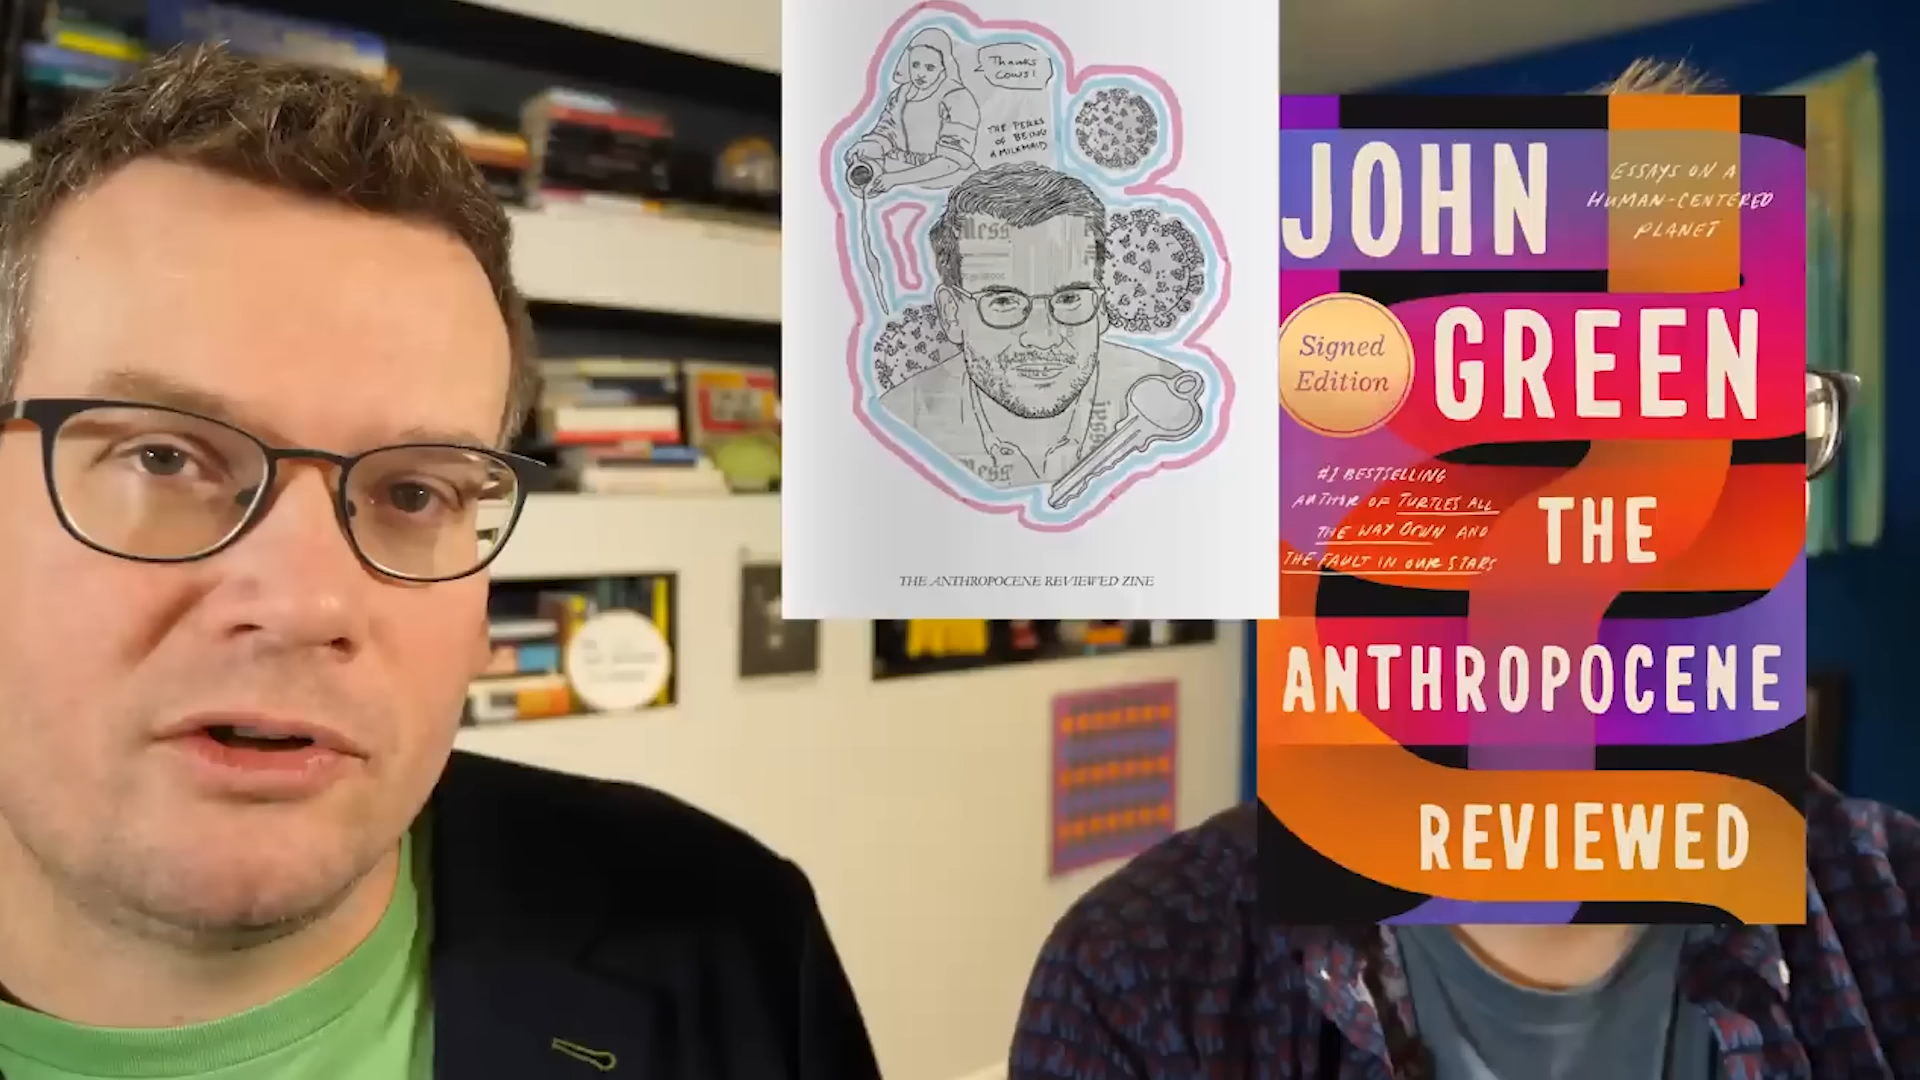 Thanks
Cows!
THE PERKS
OF BEING
A MILKMAID
THE ANTHROPOCENE REVIEWED ZINE
JOHN
ESSAYS ON A
HUMAN-CENTERED
PLANET
Signed
Edition
GREEN
#1 BESTSELLING
AUTHOR OF TURTLES ALL
THE WAY DOWN AND
THE FAULT IN OUR STARS
THE
ANTHROPOCENE
REVIEWED